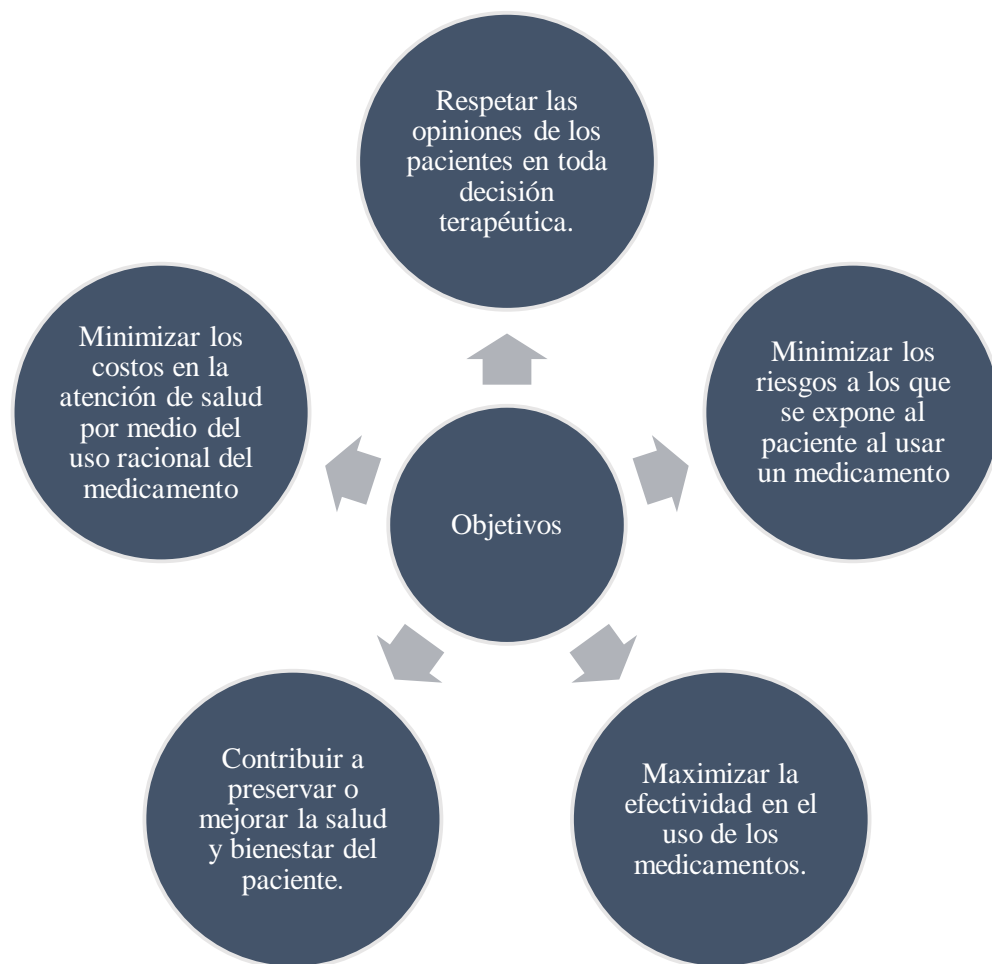 Respetar las
opiniones de los
pacientes en toda
decisión
terapéutica.
Minimizar los
costos en la
atención de salud
por medio del
uso racional del
medicamento
Minimizar los
riesgos a los que
se expone al
paciente al usar
un medicamento
Objetivos
Contribuir a
preservar o
mejorar la salud
y bienestar del
paciente.
Maximizar la
efectividad en el
uso de los
medicamentos.